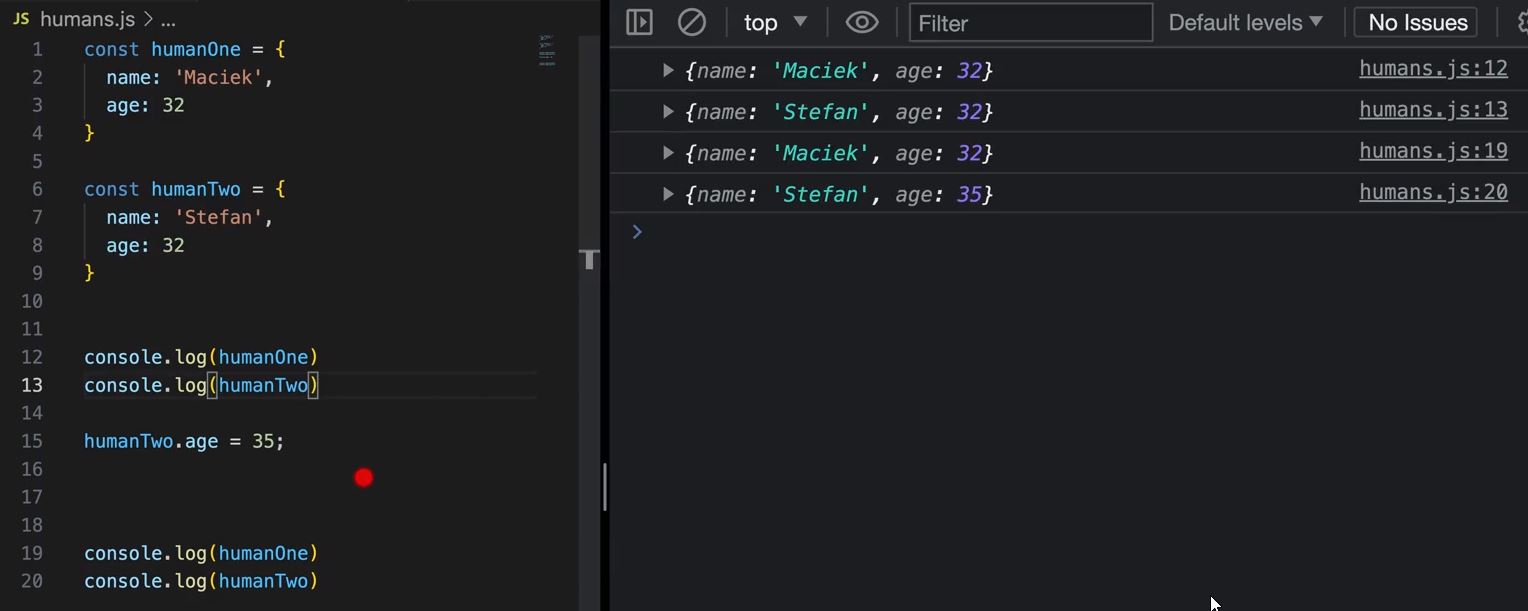 JS humans.js > ...
1 const humanOne = {
2 name: 'Maciek',
3 age: 32
4 }
5
6 const humanTwo = {
7 name: 'Stefan',
8 age: 32
9 }
10
11
12 console.log(humanOne)
13 console.log(humanTwo)
14
15 humanTwo.age = 35;
16
17
18
19 console.log(humanOne)
20 console.log(humanTwo)
top Filter Default levels No Issues
{name: 'Maciek', age: 32} humans.js:12
{name: 'Stefan', age: 32} humans.js:13
{name: 'Maciek', age: 32} humans.js:19
{name: 'Stefan', age: 35} humans.js:20
>